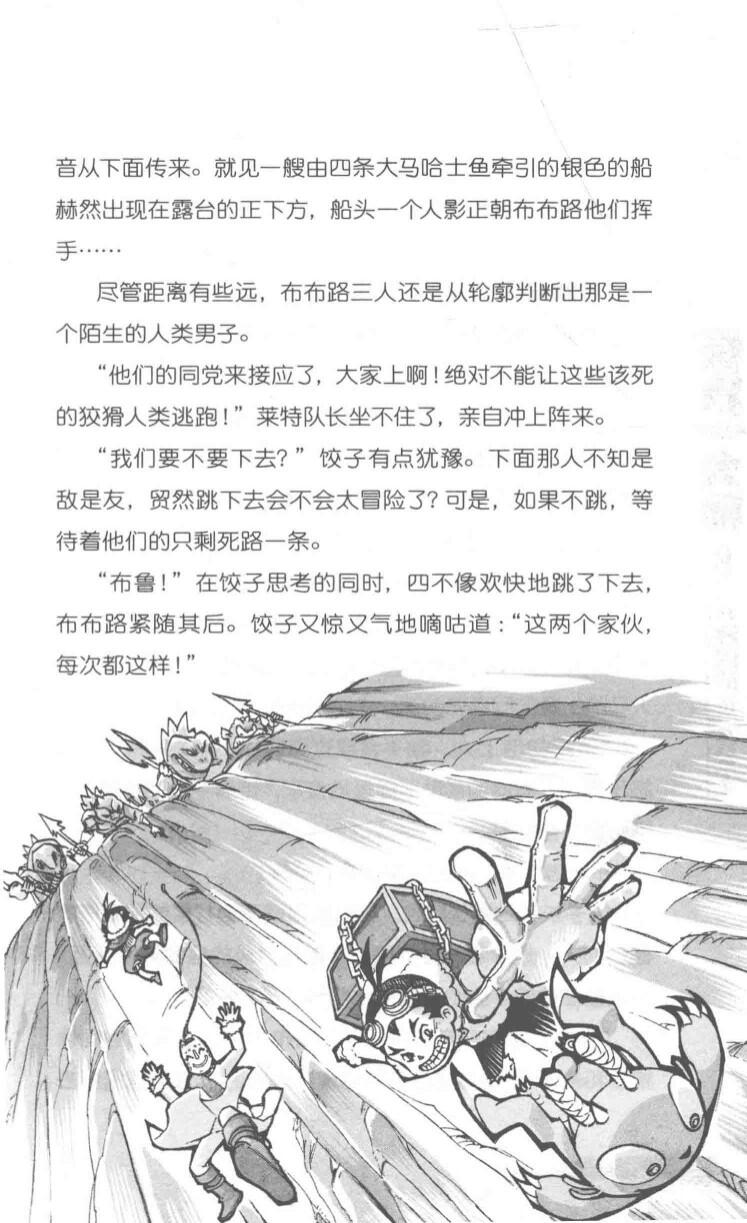 音从下面传来。就见一艘由四条大马哈士鱼牵引的银色的船
赫然出现在露台的正下方，船头一个人影正朝布布路他们挥
手……
尽管距离有些远，布布路三人还是从轮廓判断出那是一
个陌生的人类男子。
“他们的同党来接应了，大家上啊！绝对不能让这些该死
的狡猾人类逃跑！”莱特队长坐不住了，亲自冲上阵来。
“我们要不要下去？”饺子有点犹豫。下面那人不知是
敌是友，贸然跳下去会不会太冒险了？可是，如果不跳，等
待着他们的只剩死路一条。
“布鲁！”在饺子思考的同时，四不像欢快地跳了下去，
布布路紧随其后。饺子又惊又气地嘀咕道：“这两个家伙，
每次都这样！”